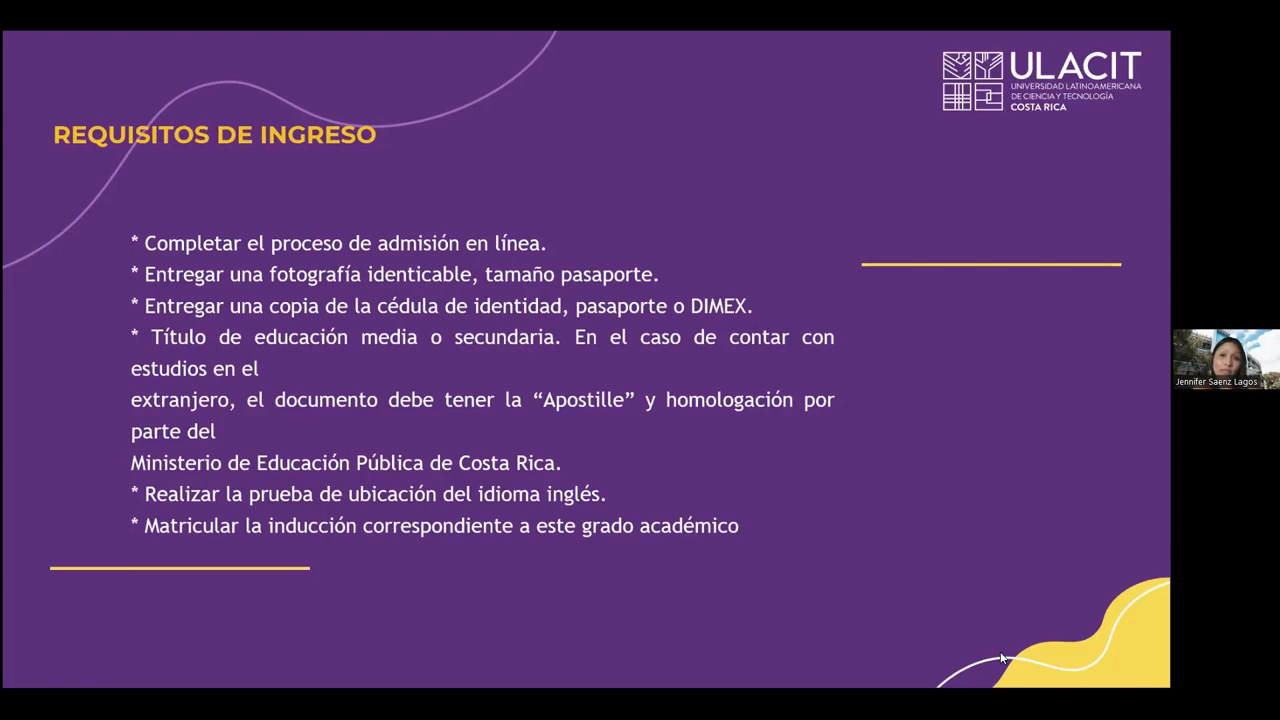 ULACIT
UNIVERSIDAD LATINOAMERICANA
DE CIENCIA Y TECNOLOGÍA
COSTA RICA
REQUISITOS DE INGRESO
* Completar el proceso de admisión en línea.
* Entregar una fotografía identicable, tamaño pasaporte.
* Entregar una copia de la cédula de identidad, pasaporte o DIMEX.
* Título de educación media o secundaria. En el caso de contar con
estudios en el
extranjero, el documento debe tener la “Apostille” y homologación por
parte del
Ministerio de Educación Pública de Costa Rica.
* Realizar la prueba de ubicación del idioma inglés.
* Matricular la inducción correspondiente a este grado académico
Jennifer Saenz Lagos